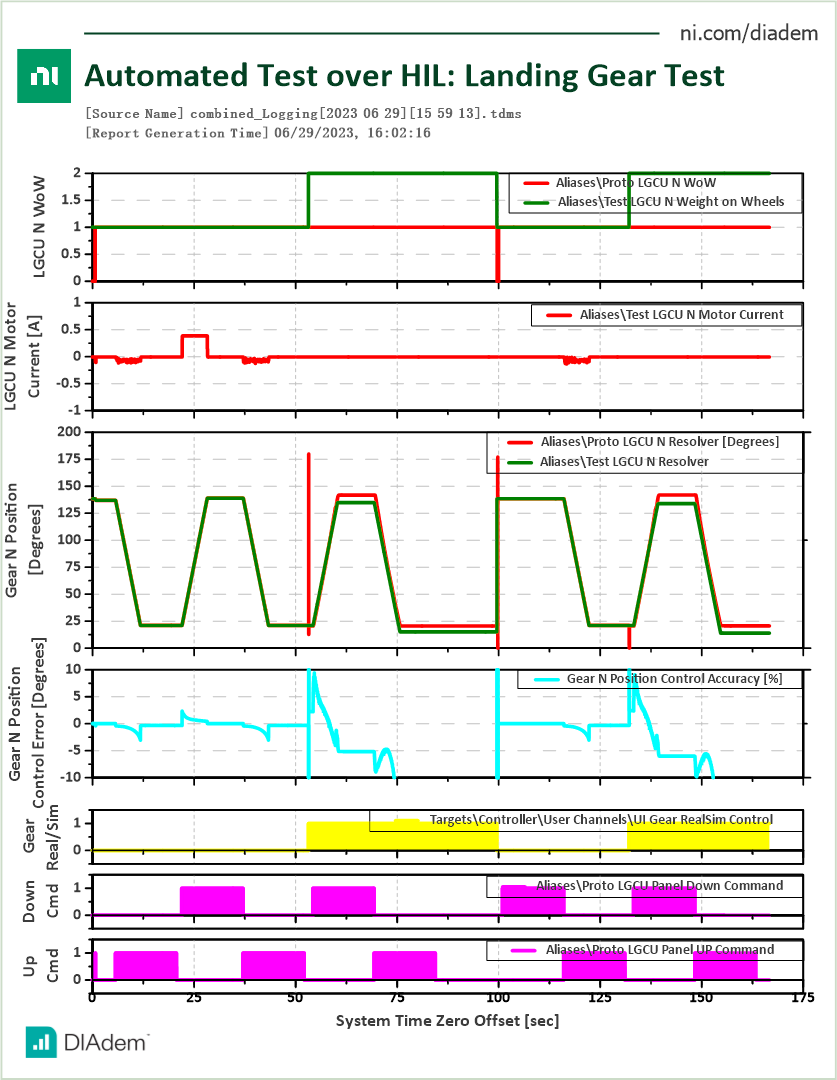 ni.com/diadem
ni
Automated Test over HIL: Landing Gear Test
[Source Name] combined_Logging[2023 06 29][15 59 13].tdms
[Report Generation Time] 06/29/2023, 16:02:16
LGCU N WoW
2
1.5
1
0.5
0
Aliases\Proto LGCU N WoW
Aliases\Test LGCU N Weight on Wheels
LGCU N Motor
Current [A]
1
0.5
0
-0.5
-1
Aliases\Test LGCU N Motor Current
Gear N Position
[Degrees]
200
175
150
125
100
75
50
25
0
Aliases\Proto LGCU N Resolver [Degrees]
Aliases\Test LGCU N Resolver
Gear N Position
Control Error [Degrees]
10
5
0
-5
-10
Gear N Position Control Accuracy [%]
Gear
Real/Sim
1
0
Targets\Controller\User Channels\UI Gear RealSim Control
Down
Cmd
1
0
Aliases\Proto LGCU Panel Down Command
Up
Cmd
1
0
Aliases\Proto LGCU Panel UP Command
0 25 50 75 100 125 150 175
System Time Zero Offset [sec]
DIAdem™